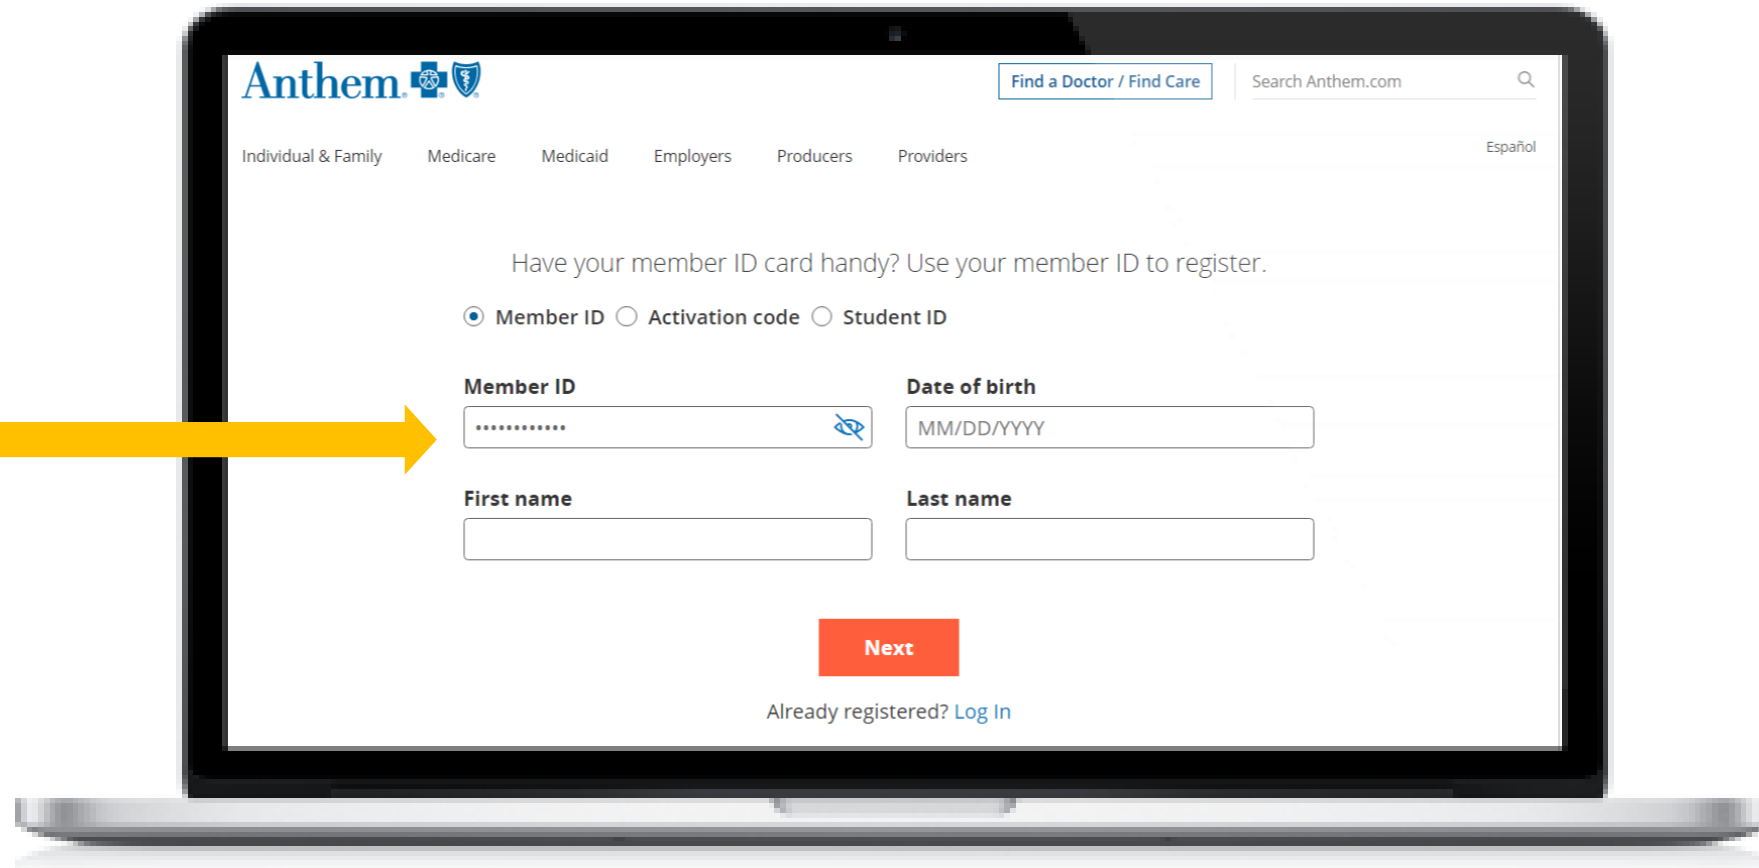 Anthem
Find a Doctor / Find Care
Search Anthem.com
Individual & Family Medicare Medicaid Employers Producers Providers
Español
Have your member ID card handy? Use your member ID to register.
Member ID Activation code Student ID
Member ID Date of birth
•••••••••••• MM/DD/YYYY
First name Last name
Next
Already registered? Log In